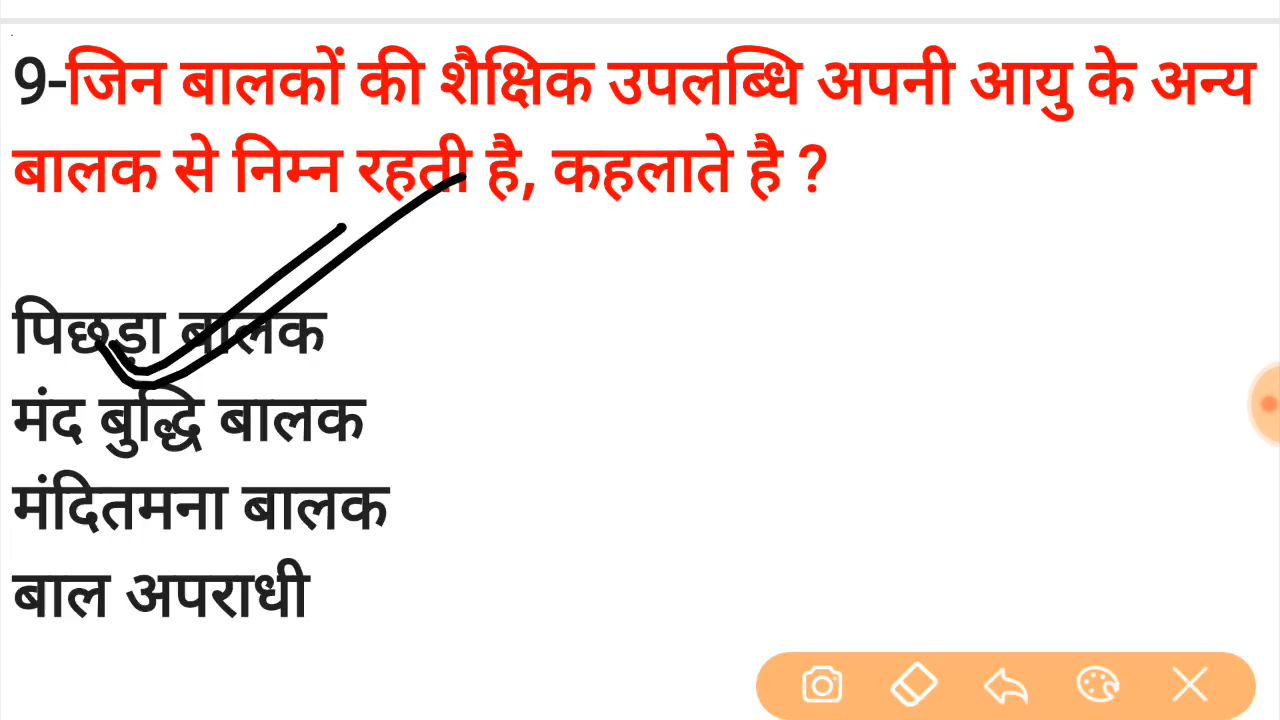 9-जिन बालकों की शैक्षिक उपलब्धि अपनी आयु के अन्य
बालक से निम्न रहती है, कहलाते है ?
पिछड़ा बालक
मंद बुद्धि बालक
मंदितमना बालक
बाल अपराधी